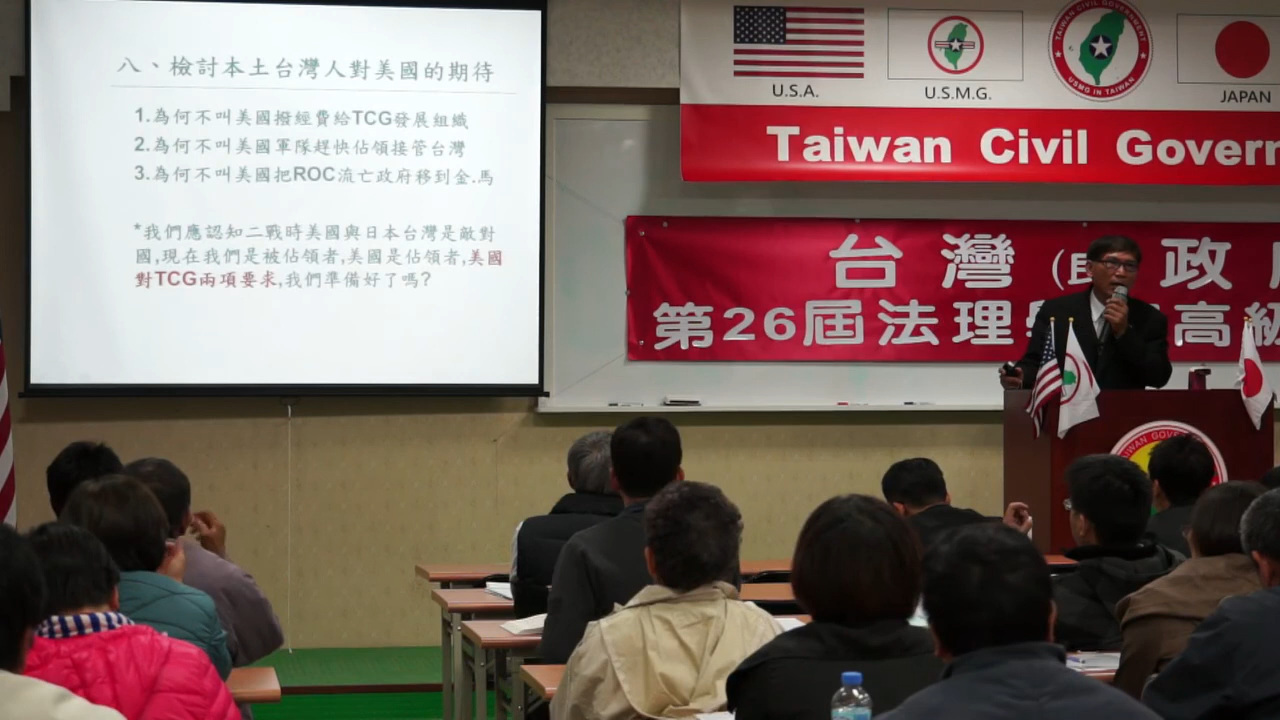 八、檢討本土台灣人對美國的期待
1.為何不叫美國撥經費給TCG發展組織
2.為何不叫美國軍隊趕快佔領接管台灣
3.為何不叫美國把ROC流亡政府移到金.馬
*我們應認知二戰時美國與日本台灣是敵對
國,現在我們是被佔領者,美國是佔領者,美國
對TCG兩項要求,我們準備好了嗎?
TAIWAN CIVIL GOVERNMENT
USMG IN TAIWAN
U.S.A.
U.S.M.G.
JAPAN
Taiwan Civil Govern
台灣(民政
第26屆法理 高級